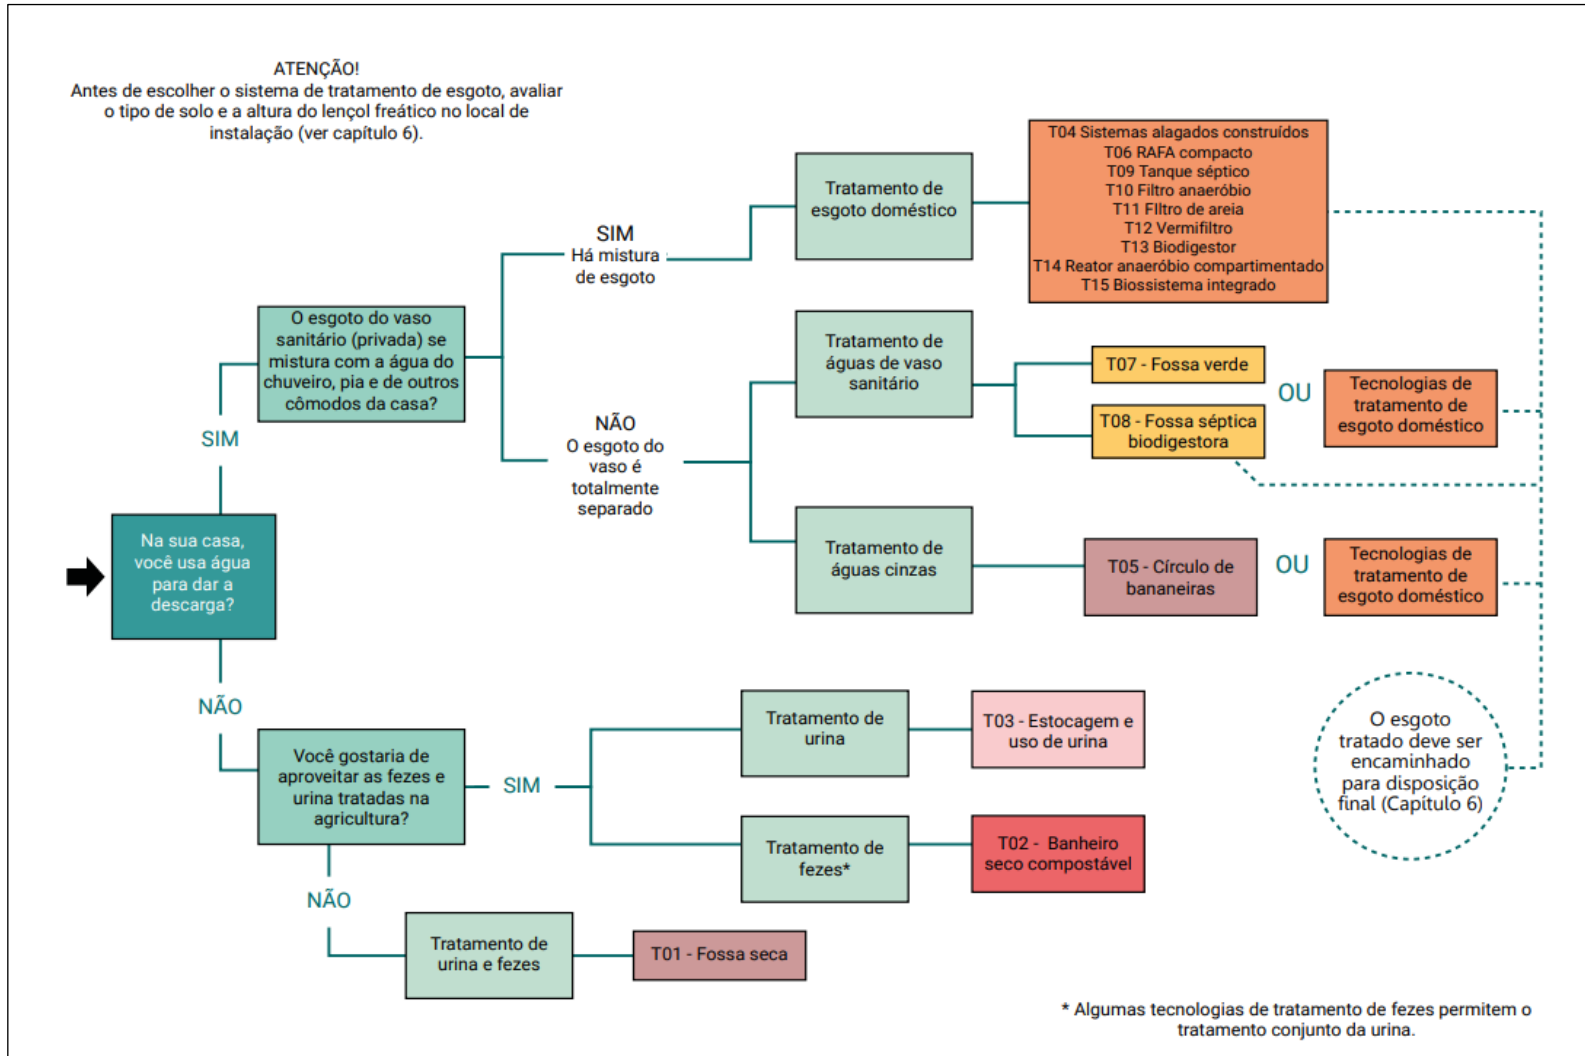 ATENÇÃO!
Antes de escolher o sistema de tratamento de esgoto, avaliar
o tipo de solo e a altura do lençol freático no local de
instalação (ver capítulo 6).
Na sua casa,
você usa água
para dar a
descarga?
SIM
O esgoto do vaso
sanitário (privada) se
mistura com a água do
chuveiro, pia e de outros
cômodos da casa?
SIM
Há mistura
de esgoto
Tratamento de
esgoto doméstico
T04 Sistemas alagados construídos
T06 RAFA compacto
T09 Tanque séptico
T10 Filtro anaeróbio
T11 FIltro de areia
T12 Vermifiltro
T13 Biodigestor
T14 Reator anaeróbio compartimentado
T15 Biossistema integrado
NÃO
O esgoto do
vaso é
totalmente
separado
Tratamento de
águas de vaso
sanitário
T07 - Fossa verde
T08 - Fossa séptica
biodigestora
OU
Tecnologias de
tratamento de
esgoto doméstico
Tratamento de
águas cinzas
T05 - Círculo de
bananeiras
OU
Tecnologias de
tratamento de
esgoto doméstico
NÃO
Você gostaria de
aproveitar as fezes e
urina tratadas na
agricultura?
SIM
Tratamento de
urina
T03 - Estocagem e
uso de urina
Tratamento de
fezes*
T02 - Banheiro
seco compostável
NÃO
Tratamento de
urina e fezes
T01 - Fossa seca
O esgoto
tratado deve ser
encaminhado
para disposição
final (Capítulo 6)
* Algumas tecnologias de tratamento de fezes permitem o
tratamento conjunto da urina.